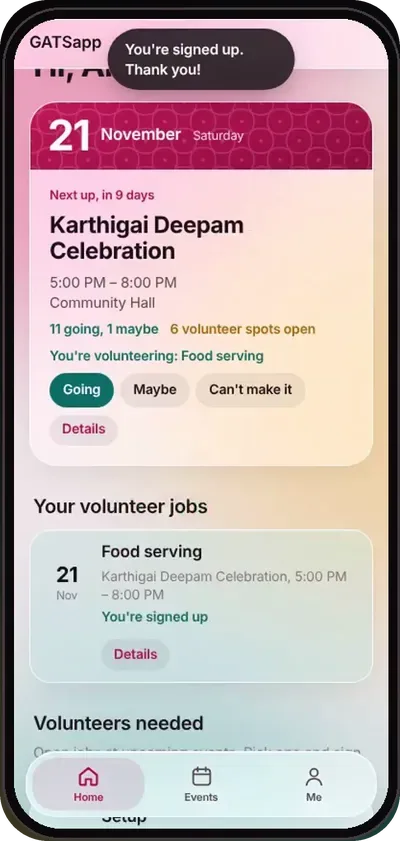 GATSapp
You're signed up.
Thank you!
21 November Saturday
Next up, in 9 days
Karthigai Deepam
Celebration
5:00 PM – 8:00 PM
Community Hall
11 going, 1 maybe 6 volunteer spots open
You're volunteering: Food serving
Going Maybe Can't make it
Details
Your volunteer jobs
Food serving
21
Nov
Karthigai Deepam Celebration, 5:00 PM
– 8:00 PM
You're signed up
Details
Volunteers needed
Home Events Me
Setup